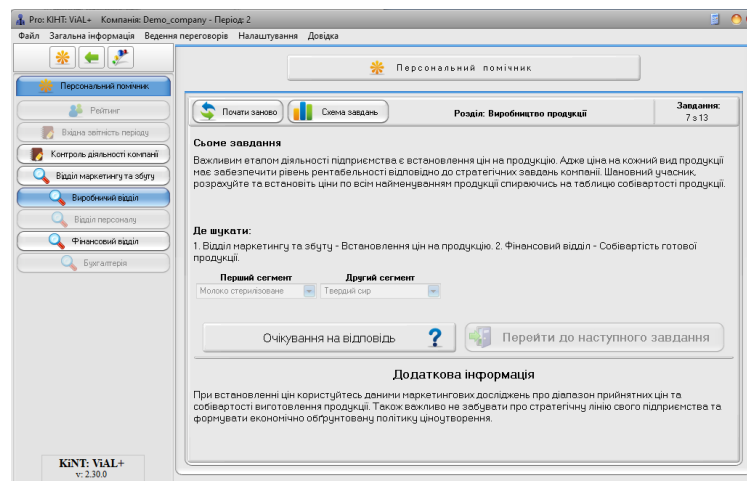 Pro: КІНТ: ViAL+ Компанія: Demo_company - Період: 2
Файл Загальна інформація Ведення переговорів Налаштування Довідка
Персональний помічник
Персональний помічник
Рейтинг
Вхідна звітність періоду
Контроль діяльності компанії
Відділ маркетингу та збуту
Виробничий відділ
Відділ персоналу
Фінансовий відділ
Бухгалтерія
KiNT: ViAL+
v: 2.30.0
Почати заново
Схема завдань
Розділ: Виробництво продукції
Завдання:
7 з 13
Сьоме завдання
Важливим етапом діяльності підприємства є встановлення цін на продукцію. Адже ціна на кожний вид продукції
має забезпечити рівень рентабельності відповідно до стратегічних завдань компанії. Шановний учасник,
розрахуйте та встановіть ціни по всім найменуванням продукції спираючись на таблицю собівартості продукції.
Де шукати:
1. Відділ маркетингу та збуту - Встановлення цін на продукцію. 2. Фінансовий відділ - Собівартість готової
продукції.
Перший сегмент
Другий сегмент
Молоко стерилізоване
Твердий сир
Очікування на відповідь
?
Перейти до наступного завдання
Додаткова інформація
При встановленні цін користуйтесь даними маркетингових досліджень про діапазон прийнятних цін та
собівартості виготовлення продукції. Також важливо не забувати про стратегічну лінію свого підприємства та
формувати економічно обґрунтовану політику ціноутворення.